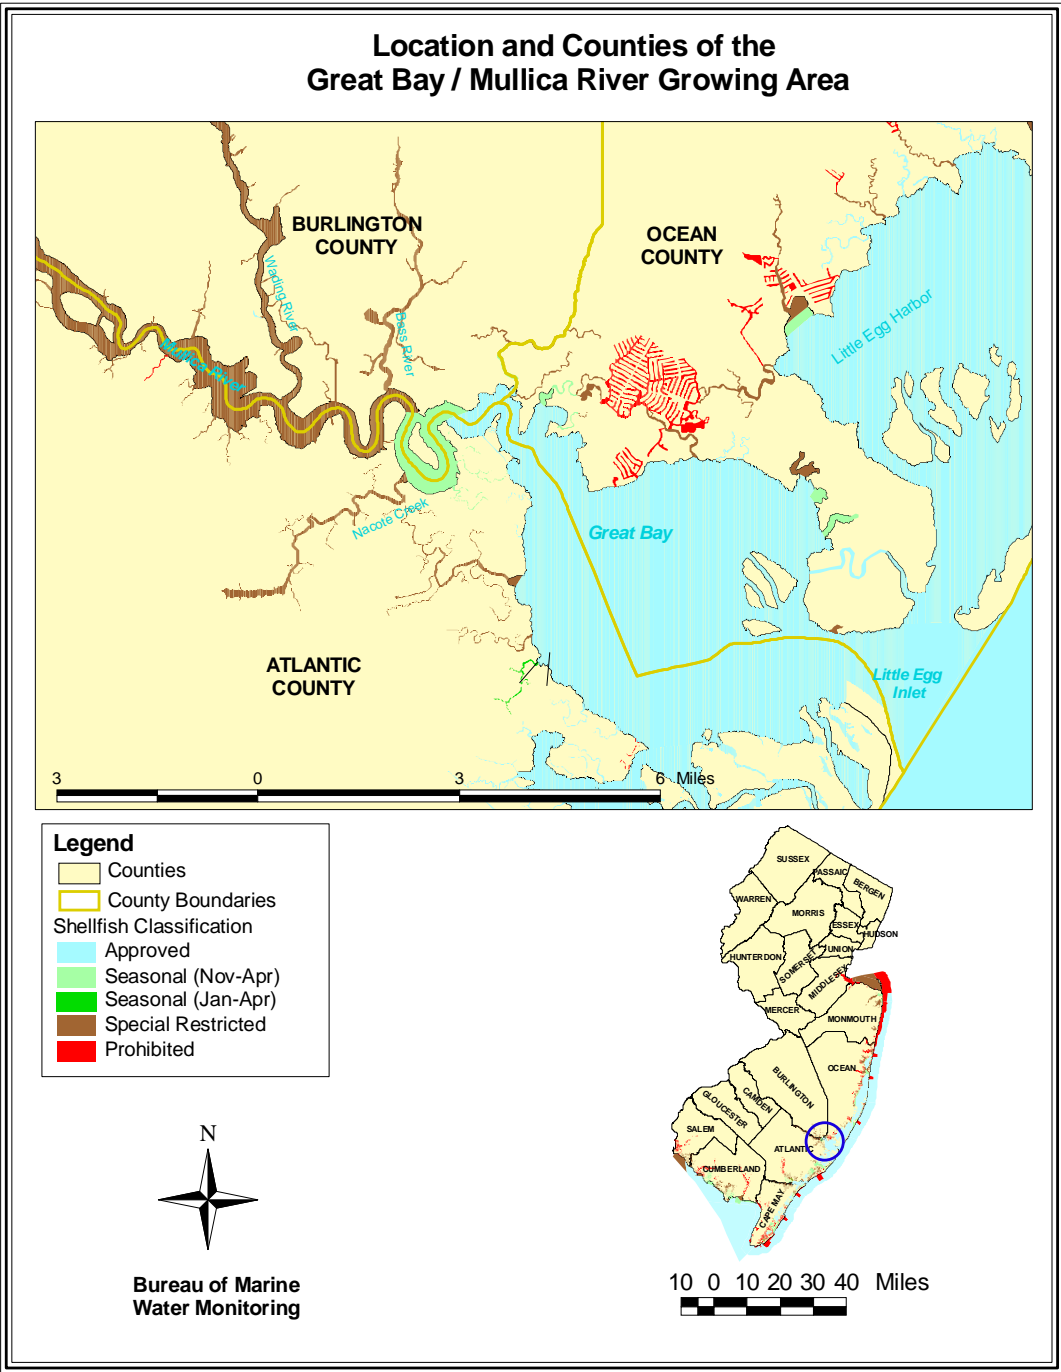 Location and Counties of the
Great Bay / Mullica River Growing Area
BURLINGTON
COUNTY
OCEAN
COUNTY
Wading River
Bass River
Mullica River
Little Egg Harbor
Nacote Creek
Great Bay
ATLANTIC
COUNTY
Little Egg
Inlet
3 0 3 6 Miles
Legend
Counties
County Boundaries
Shellfish Classification
Approved
Seasonal (Nov-Apr)
Seasonal (Jan-Apr)
Special Restricted
Prohibited
SUSSEX
PASSAIC
BERGEN
WARREN
MORRIS
ESSEX
HUDSON
UNION
HUNTERDON
SOMERSET
MIDDLESEX
MERCER
MONMOUTH
OCEAN
BURLINGTON
CAMDEN
GLOUCESTER
SALEM
ATLANTIC
CUMBERLAND
CAPE MAY
N
Bureau of Marine
Water Monitoring
10 0 10 20 30 40 Miles